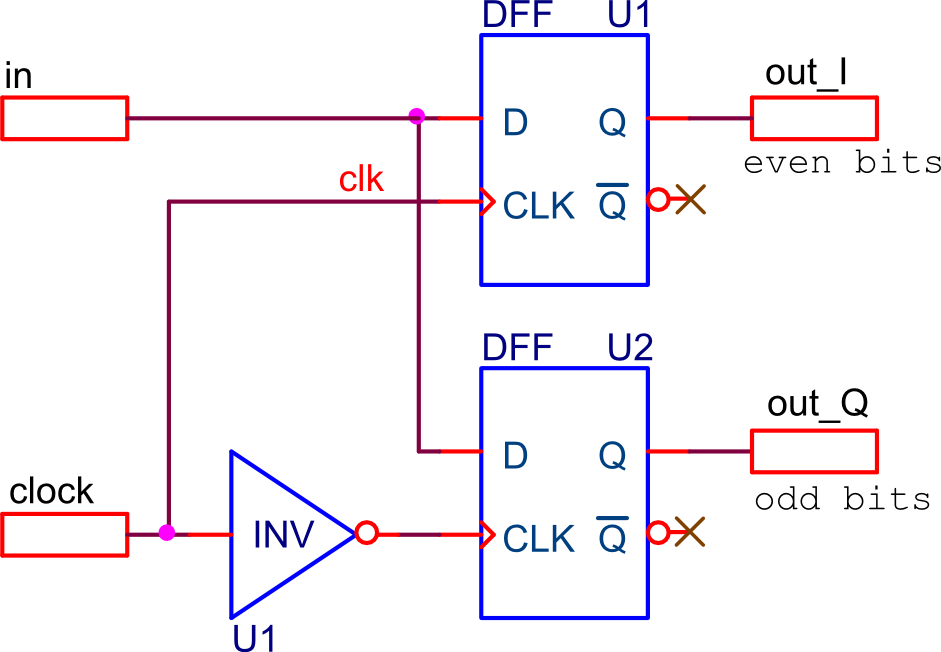 DFF U1
in
out_I
D Q
even bits
clk
CLK Q̅
DFF U2
out_Q
D Q
clock
odd bits
INV
CLK Q̅
U1